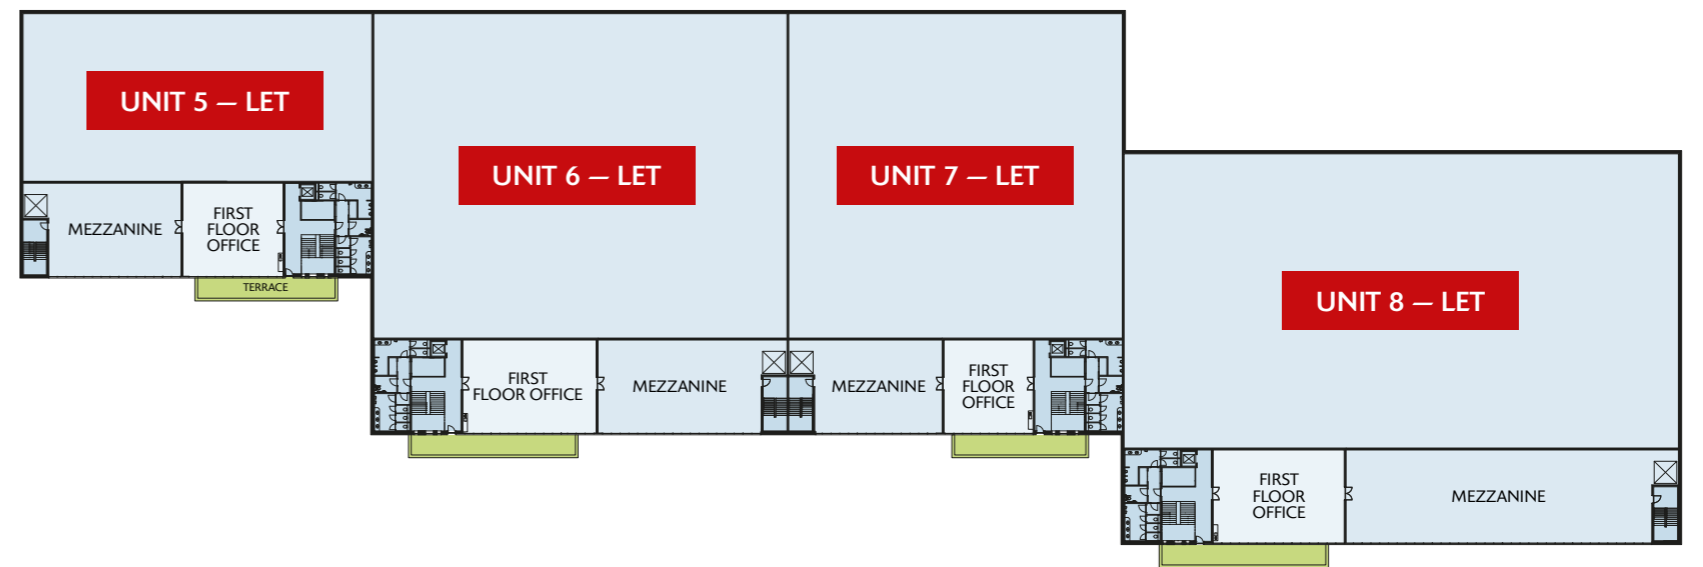 UNIT 5 – LET
UNIT 6 – LET
UNIT 7 – LET
MEZZANINE
FIRST
FLOOR
OFFICE
TERRACE
UNIT 8 – LET
FIRST
FLOOR OFFICE
MEZZANINE
MEZZANINE
FIRST
FLOOR
OFFICE
FIRST
FLOOR
OFFICE
MEZZANINE